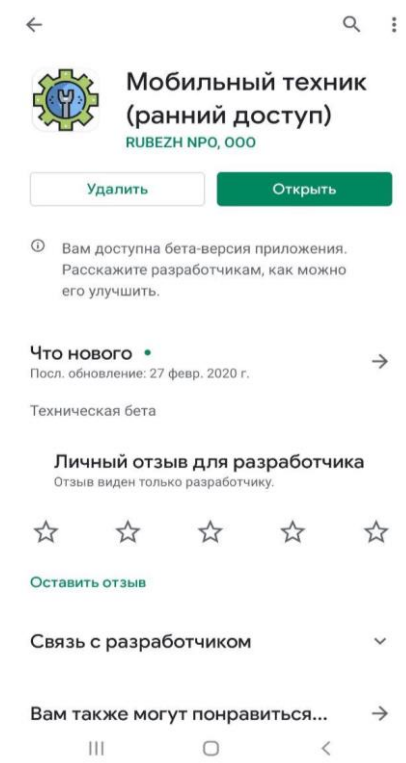 Мобильный техник
(ранний доступ)
RUBEZH NPO, OOO
Удалить
Открыть
Вам доступна бета-версия приложения.
Расскажите разработчикам, как можно
его улучшить.
Что нового
Посл. обновление: 27 февр. 2020 г.
Техническая бета
Личный отзыв для разработчика
Отзыв виден только разработчику.
Оставить отзыв
Связь с разработчиком
Вам также могут понравиться...